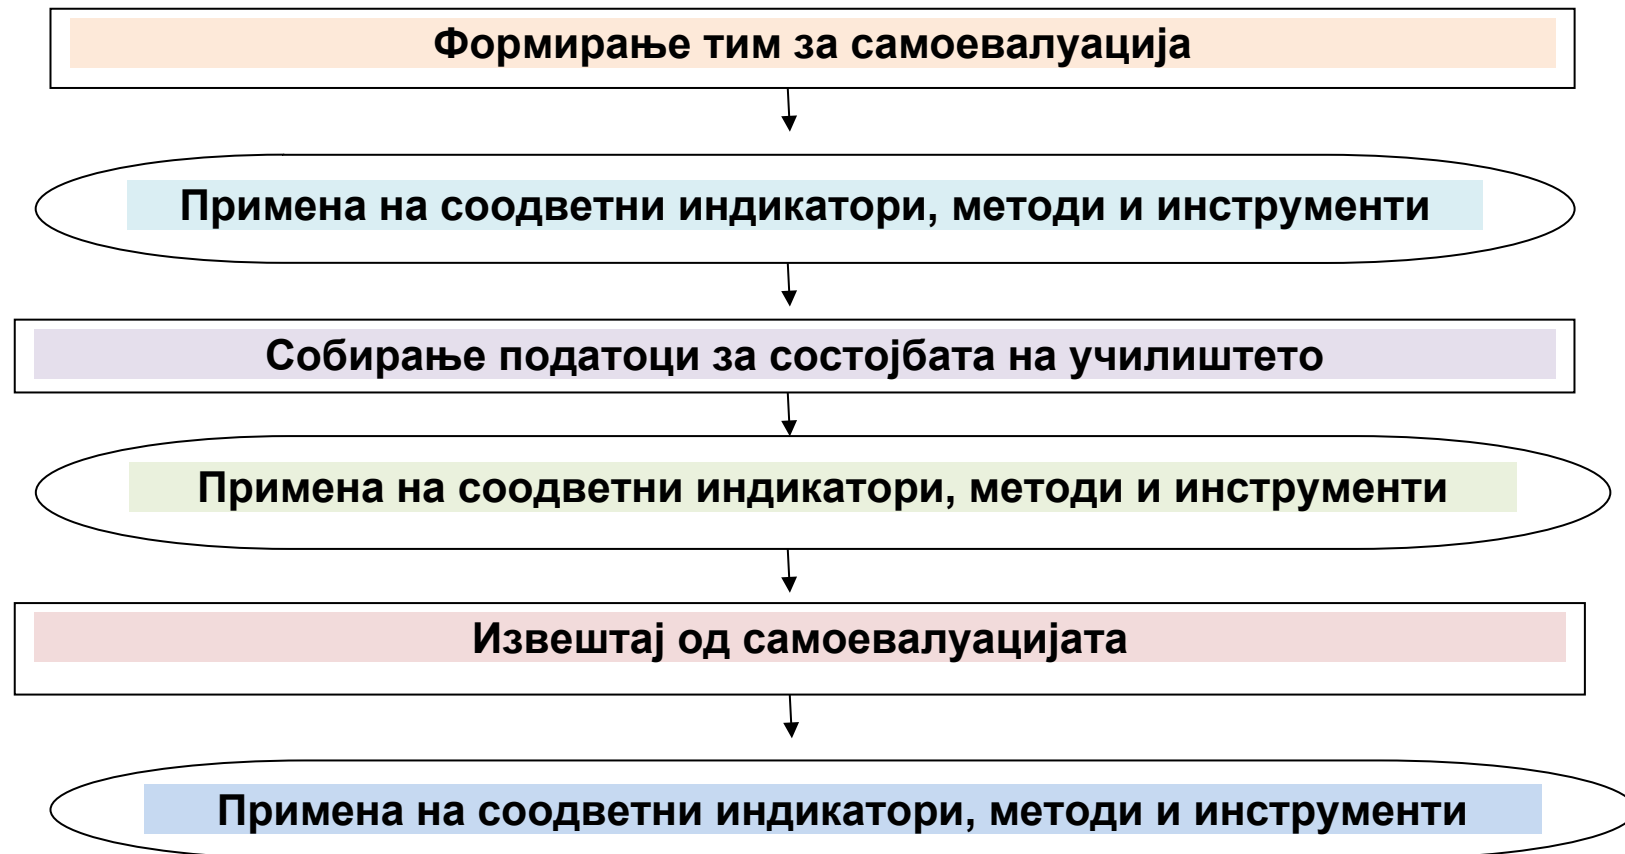 Формирање тим за самоевалуација
Примена на соодветни индикатори, методи и инструменти
Собирање податоци за состојбата на училиштето
Примена на соодветни индикатори, методи и инструменти
Извештај од самоевалуацијата
Примена на соодветни индикатори, методи и инструменти